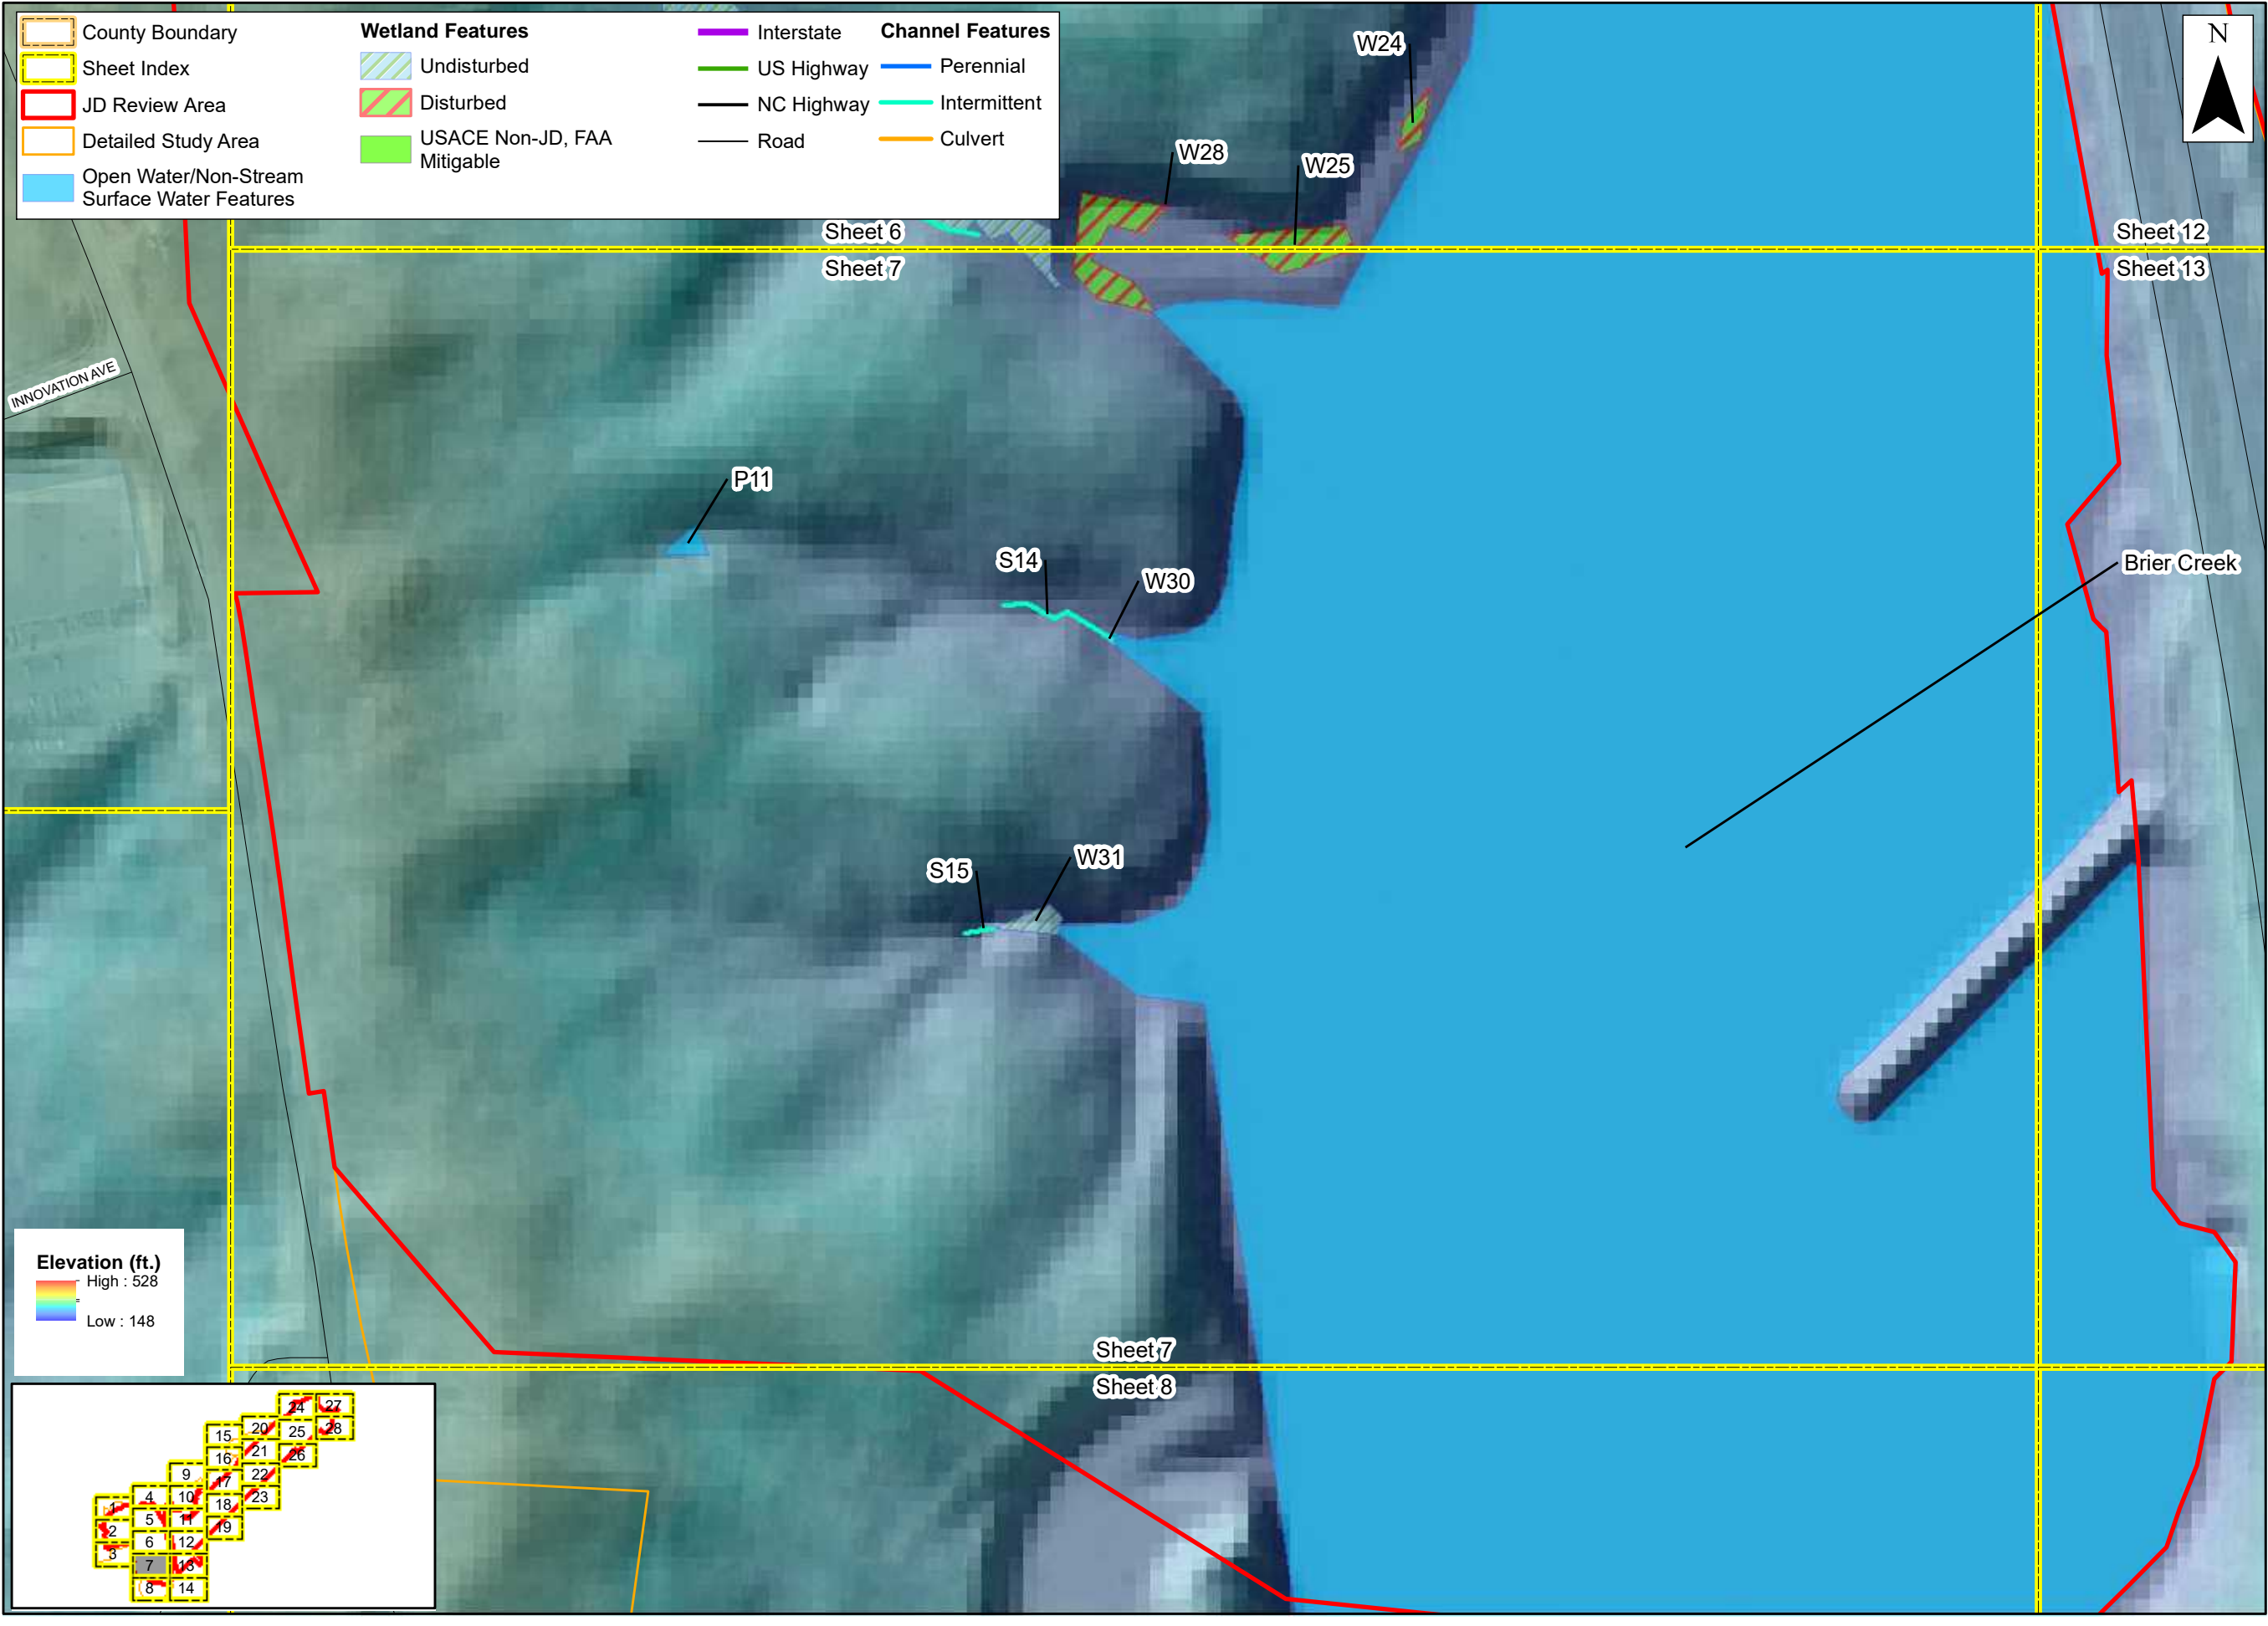 County Boundary
Sheet Index
JD Review Area
Detailed Study Area
Open Water/Non-Stream
Surface Water Features
Wetland Features
Undisturbed
Disturbed
USACE Non-JD, FAA
Mitigable
Interstate
US Highway
NC Highway
Road
Channel Features
Perennial
Intermittent
Culvert
N
W24
W28
W25
Sheet 6
Sheet 7
Sheet 12
Sheet 13
INNOVATION AVE
P11
S14
W30
Brier Creek
S15
W31
Sheet 7
Sheet 8
Elevation (ft.)
High : 528
Low : 148
24
27
20
25
28
15
21
26
16
9
22
17
4
10
23
1
18
5
11
2
19
6
12
3
7
13
8
14